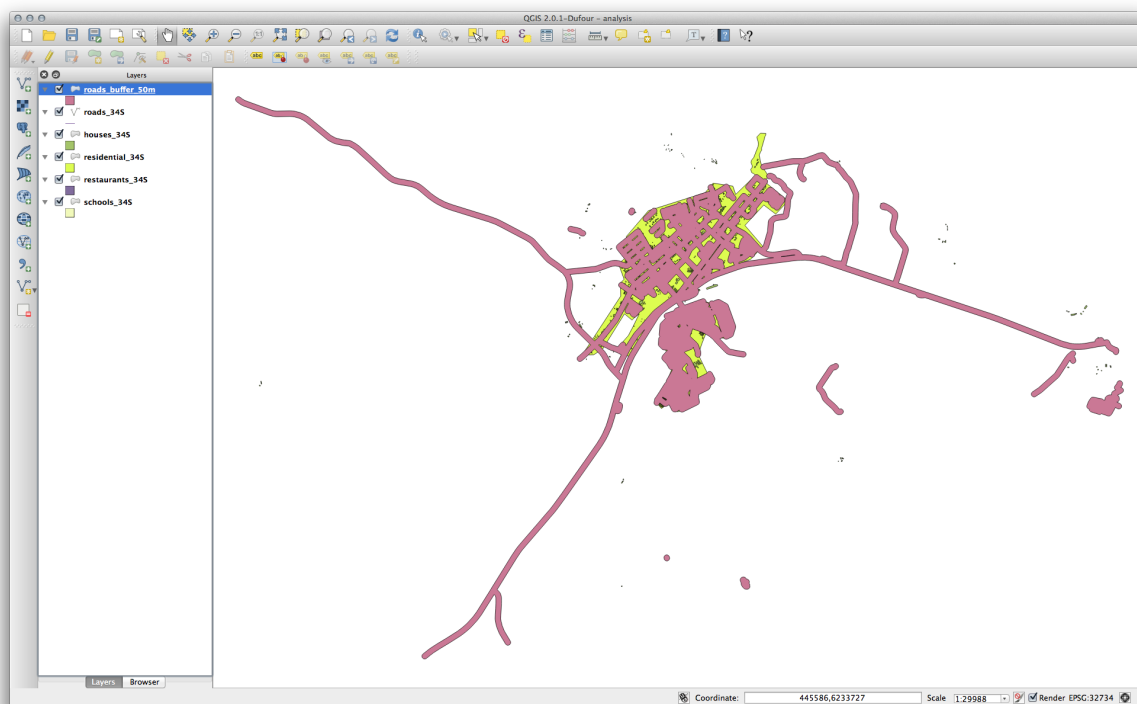 QGIS 2.0.1-Dufour - analysis
Layers
roads_buffer_50m
roads_34S
houses_34S
residential_34S
restaurants_34S
schools_34S
Layers Browser
Coordinate: 445586,6233727 Scale 1:29988 Render EPSG:32734